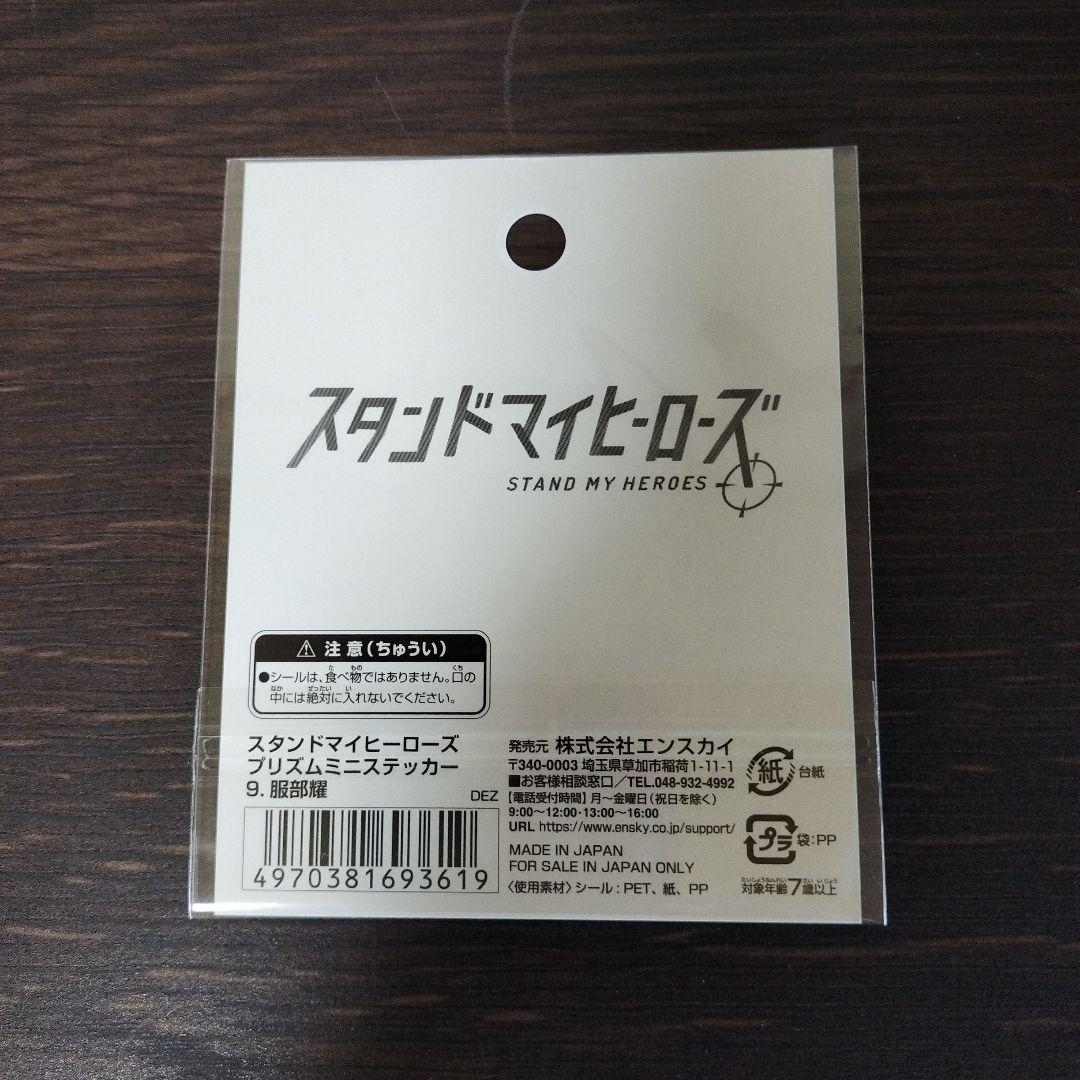 スタンドマイヒーローズ
STAND MY HEROES
⚠ 注意(ちゅうい)
●シールは、食べ物ではありません。口の
中には絶対に入れないでください。
スタンドマイヒーローズ
プリズムミニステッカー
9. 服部耀
DEZ
4970381693619
発売元 株式会社エンスカイ
〒340-0003 埼玉県草加市稲荷1-11-1
■お客様相談窓口/TEL.048-932-4992
【電話受付時間】月〜金曜日(祝日を除く)
9:00〜12:00・13:00〜16:00
URL https://www.ensky.co.jp/support/
MADE IN JAPAN
FOR SALE IN JAPAN ONLY
〈使用素材〉シール:PET、紙、PP
紙 台紙
プラ 袋:PP
対象年齢7歳以上